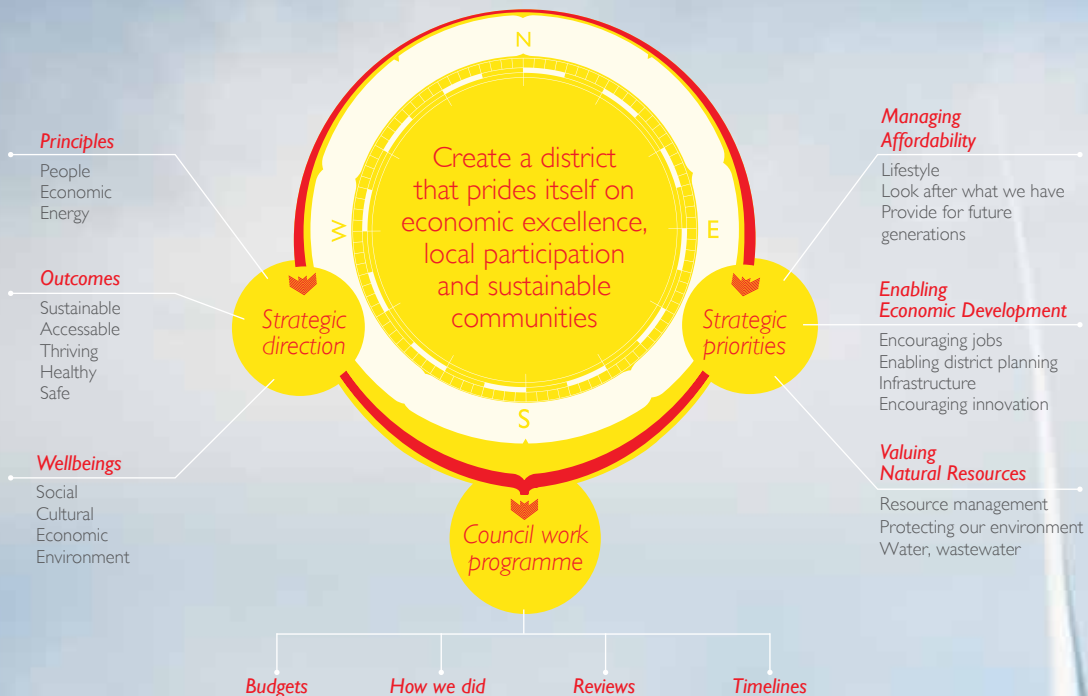 N
W
E
S
Create a district
that prides itself on
economic excellence,
local participation
and sustainable
communities
Strategic
direction
Principles
People
Economic
Energy
Outcomes
Sustainable
Accessable
Thriving
Healthy
Safe
Wellbeings
Social
Cultural
Economic
Environment
Strategic
priorities
Managing
Affordability
Lifestyle
Look after what we have
Provide for future
generations
Enabling
Economic Development
Encouraging jobs
Enabling district planning
Infrastructure
Encouraging innovation
Valuing
Natural Resources
Resource management
Protecting our environment
Water, wastewater
Council work
programme
Budgets
How we did
Reviews
Timelines